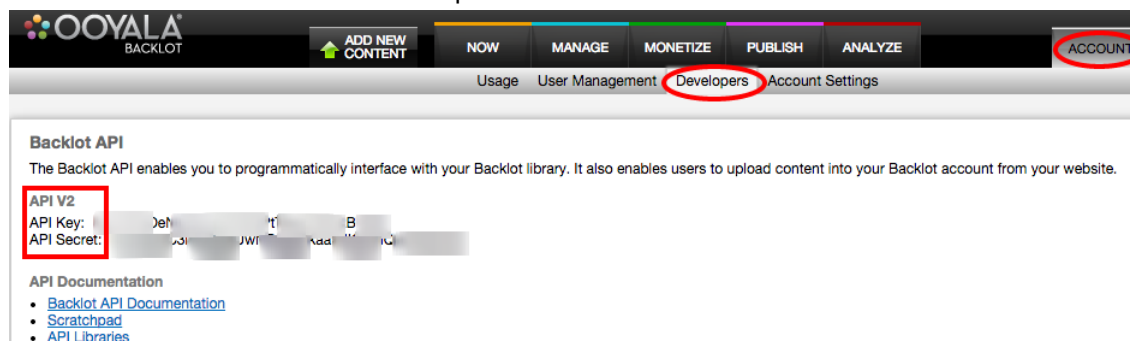 OOYALA
BACKLOT
ADD NEW CONTENT
NOW MANAGE MONETIZE PUBLISH ANALYZE ACCOUNT
Usage User Management Developers Account Settings
Backlot API
The Backlot API enables you to programmatically interface with your Backlot library. It also enables users to upload content into your Backlot account from your website.
API V2
API Key:
API Secret:
API Documentation
• Backlot API Documentation
• Scratchpad
• API Libraries